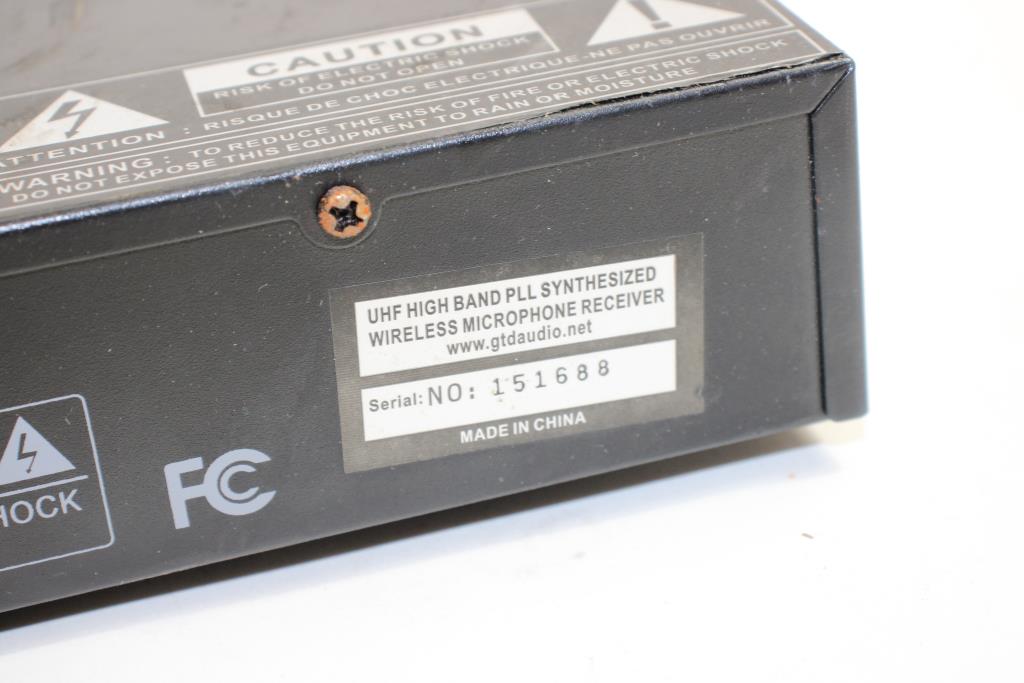 CAUTION
RISK OF ELECTRIC SHOCK
DO NOT OPEN
ATTENTION : RISQUE DE CHOC ELECTRIQUE-NE PAS OUVRIR
WARNING : TO REDUCE THE RISK OF FIRE OR ELECTRIC SHOCK
DO NOT EXPOSE THIS EQUIPMENT TO RAIN OR MOISTURE
UHF HIGH BAND PLL SYNTHESIZED
WIRELESS MICROPHONE RECEIVER
www.gtdaudio.net
Serial: NO: 151688
MADE IN CHINA
HOCK
FC